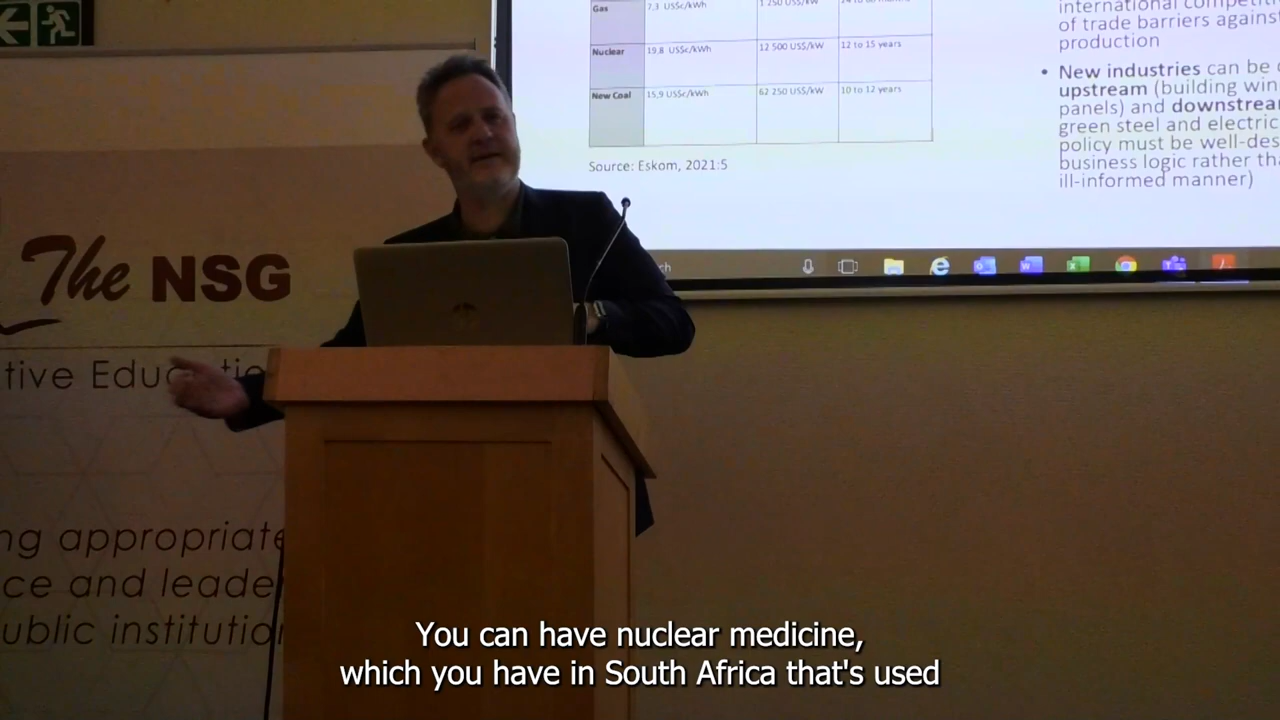 Gas 7,3 US$c/kWh 1 250 US$/kW
Nuclear 19,8 US$c/kWh 12 500 US$/kW 12 to 15 years
New Coal 15,9 US$c/kWh 62 250 US$/kW 10 to 12 years
Source: Eskom, 2021:5
international competiti
of trade barriers against
production
• New industries can be
upstream (building win
panels) and downstrea
green steel and electric
policy must be well-des
business logic rather tha
ill-informed manner)
The NSG
tive Educatio
ng appropriate
ce and leade
ublic institution
You can have nuclear medicine,
which you have in South Africa that's used